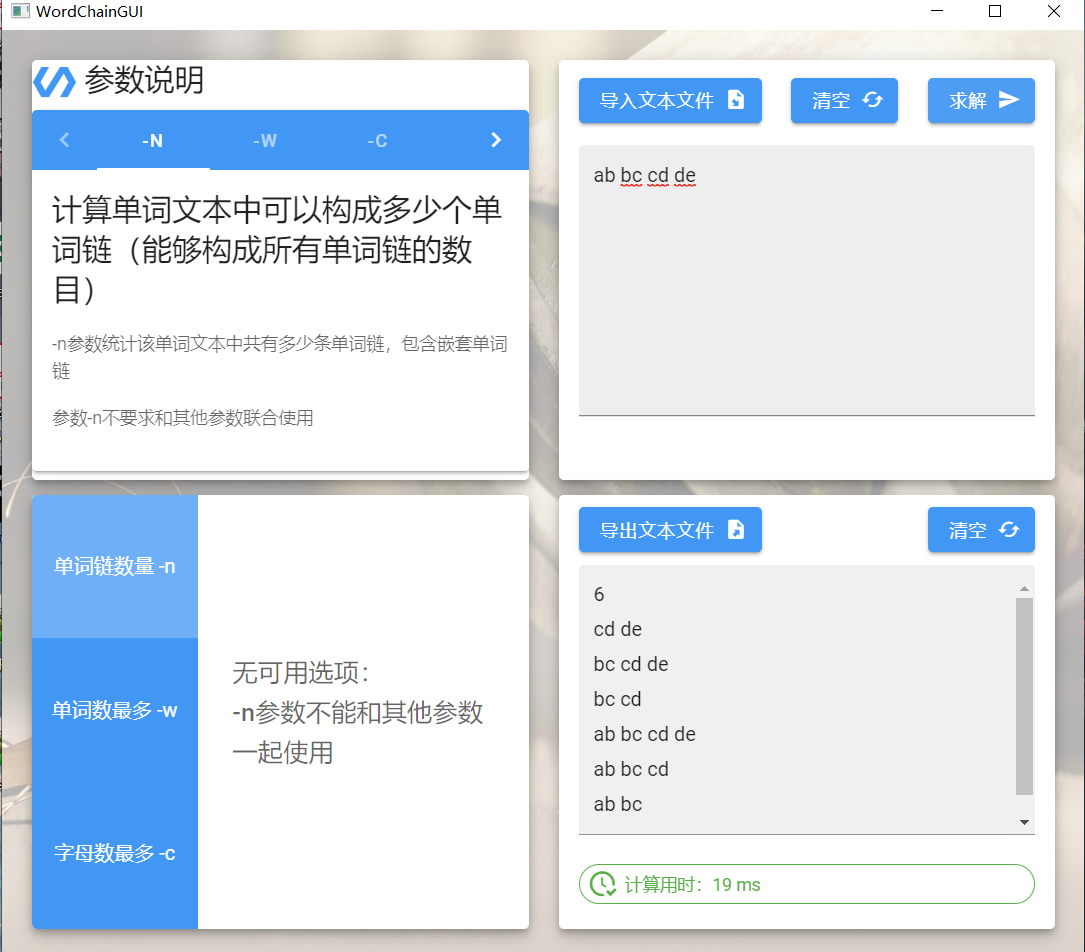 WordChainGUI
参数说明
-N
-W
-C
计算单词文本中可以构成多少个单
词链（能够构成所有单词链的数
目）
-n参数统计该单词文本中共有多少条单词链，包含嵌套单词
链
参数-n不要求和其他参数联合使用
导入文本文件
清空
求解
ab bc cd de
单词链数量 -n
单词数最多 -w
字母数最多 -c
无可用选项：
-n参数不能和其他参数
一起使用
导出文本文件
清空
6
cd de
bc cd de
bc cd
ab bc cd de
ab bc cd
ab bc
计算用时：19 ms